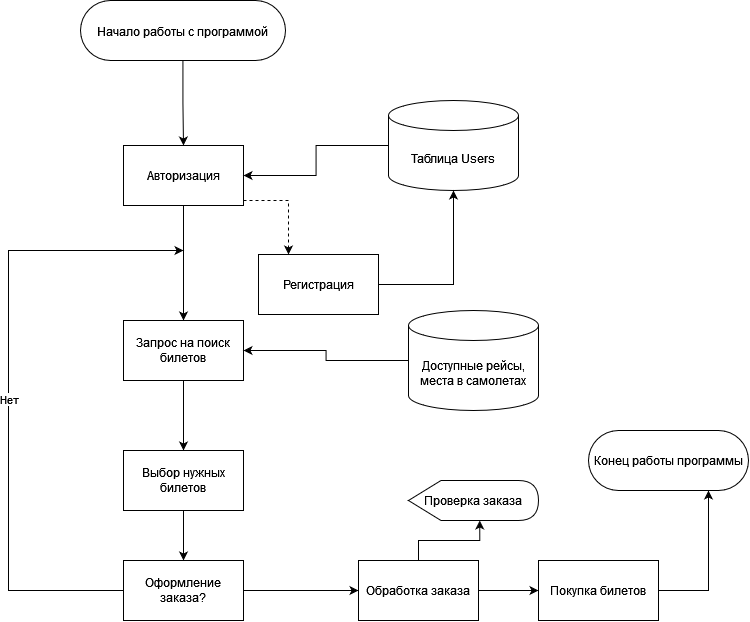 Начало работы с программой
Таблица Users
Авторизация
Регистрация
Запрос на поиск
билетов
Доступные рейсы,
места в самолетах
Нет
Выбор нужных
билетов
Конец работы программы
Проверка заказа
Оформление
заказа?
Обработка заказа
Покупка билетов